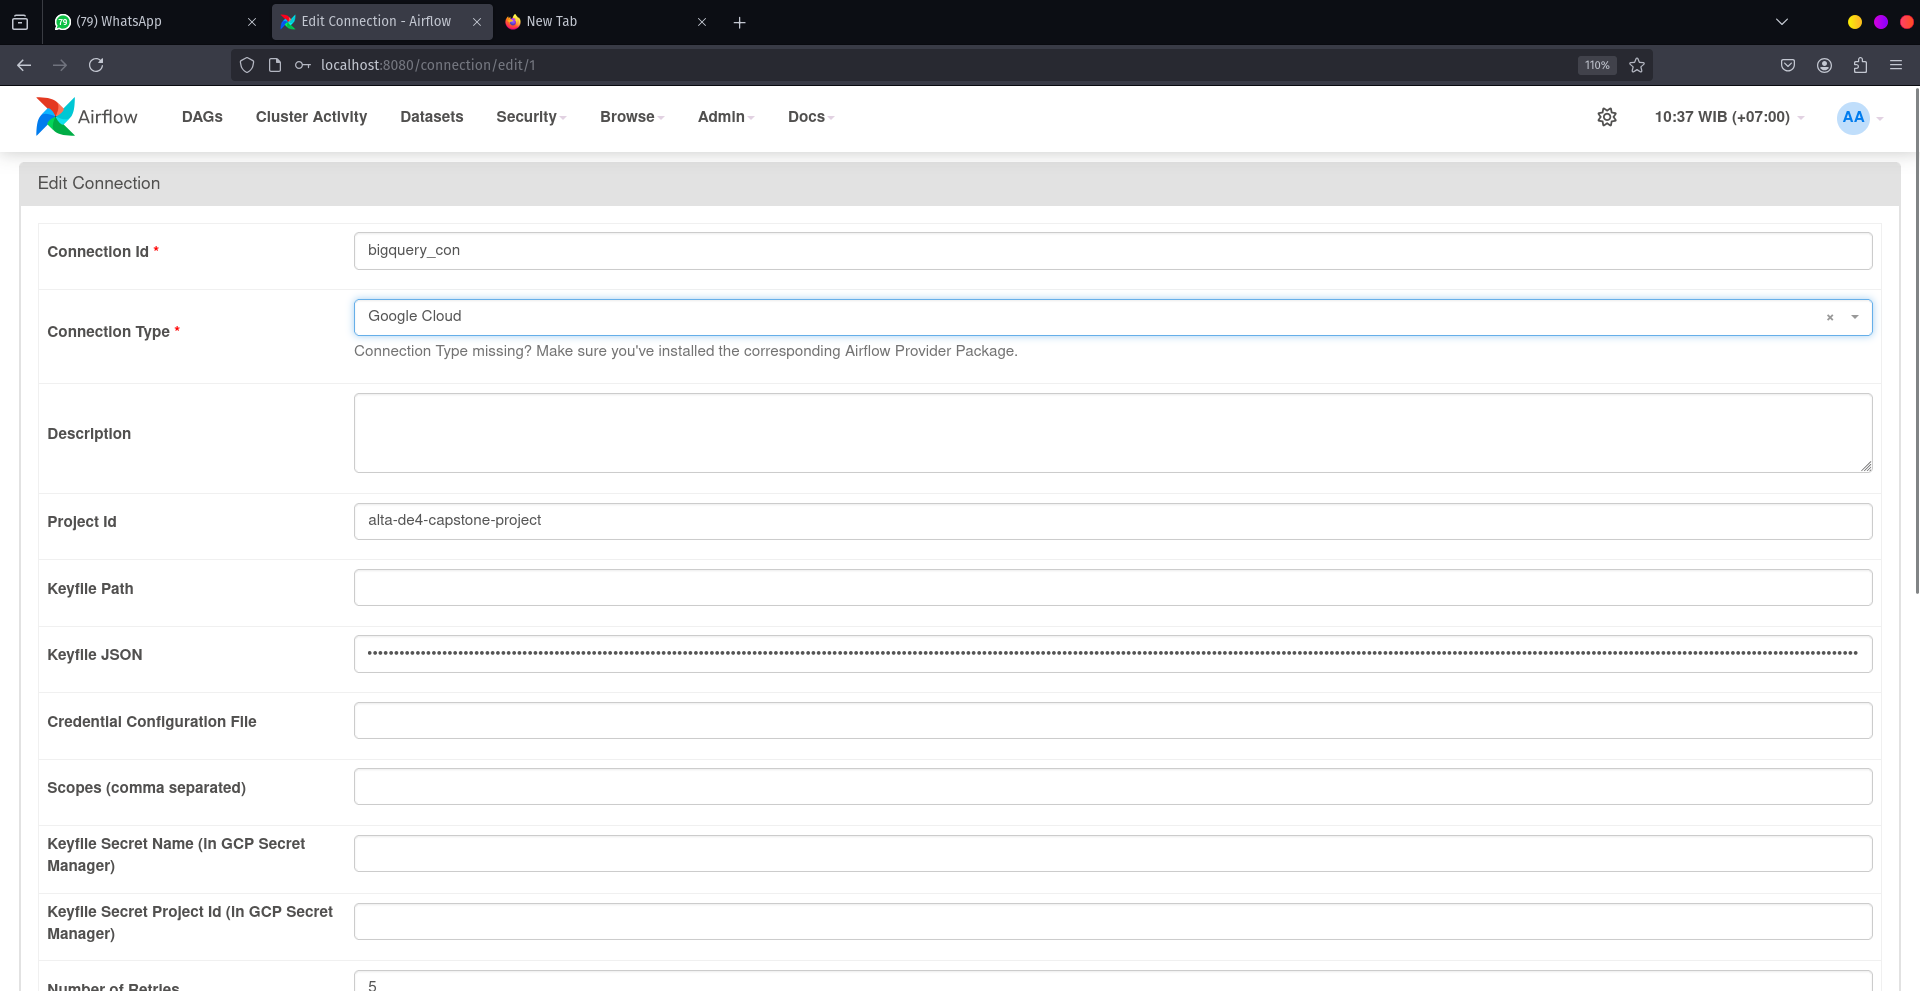 (79) WhatsApp
Edit Connection - Airflow
New Tab
localhost:8080/connection/edit/1
110%
Airflow
DAGs
Cluster Activity
Datasets
Security
Browse
Admin
Docs
10:37 WIB (+07:00)
AA
Edit Connection
Connection Id *
bigquery_con
Connection Type *
Google Cloud
Connection Type missing? Make sure you've installed the corresponding Airflow Provider Package.
Description
Project Id
alta-de4-capstone-project
Keyfile Path
Keyfile JSON
Credential Configuration File
Scopes (comma separated)
Keyfile Secret Name (in GCP Secret
Manager)
Keyfile Secret Project Id (in GCP Secret
Manager)
Number of Retries
5